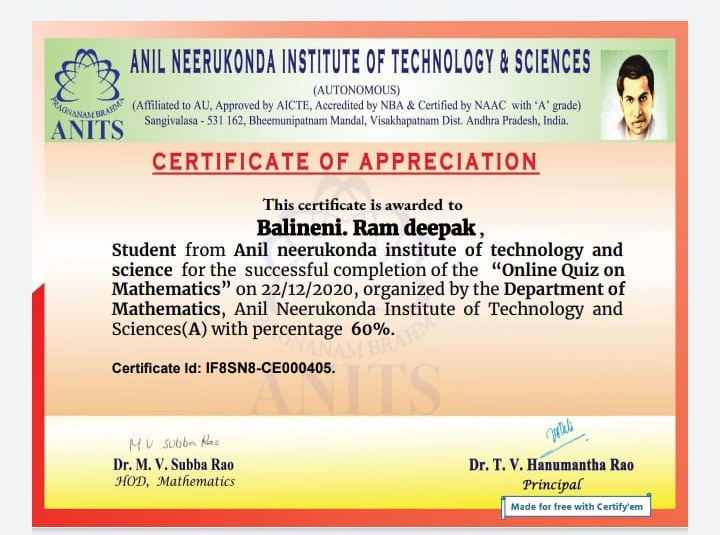 ANIL NEERUKONDA INSTITUTE OF TECHNOLOGY & SCIENCES
(AUTONOMOUS)
(Affiliated to AU, Approved by AICTE, Accredited by NBA & Certified by NAAC with 'A' grade)
Sangivalasa - 531 162, Bheemunipatnam Mandal, Visakhapatnam Dist. Andhra Pradesh, India.
PRAGNANAM BRAHMA
ANITS
CERTIFICATE OF APPRECIATION
This certificate is awarded to
Balineni. Ram deepak ,
Student from Anil neerukonda institute of technology and
science for the successful completion of the “Online Quiz on
Mathematics” on 22/12/2020, organized by the Department of
Mathematics, Anil Neerukonda Institute of Technology and
Sciences(A) with percentage 60%.
PRAGNANAM BRAHMA
Certificate Id: IF8SN8-CE000405.
ANITS
M V Subba Rao
Dr. M. V. Subba Rao
HOD, Mathematics
Dr. T. V. Hanumantha Rao
Principal
Made for free with Certify'em